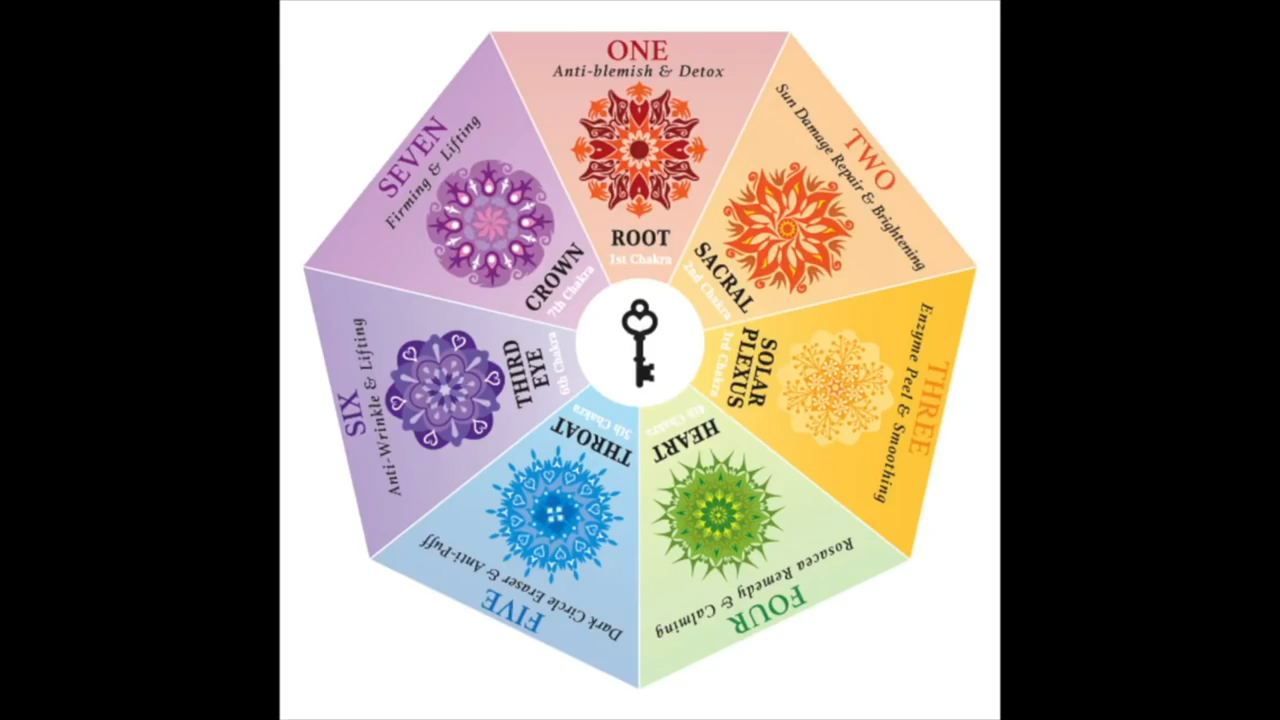 ONE
Anti-blemish & Detox
ROOT
1st Chakra
TWO
Sun Damage Repair & Brightening
SACRAL
2nd Chakra
THREE
Enzyme Peel & Smoothing
SOLAR
PLEXUS
3rd Chakra
FOUR
Rosacea Remedy & Calming
HEART
4th Chakra
FIVE
Dark Circle Eraser & Anti-Puff
THROAT
5th Chakra
SIX
Anti-Wrinkle & Lifting
THIRD
EYE
6th Chakra
SEVEN
Firming & Lifting
CROWN
7th Chakra